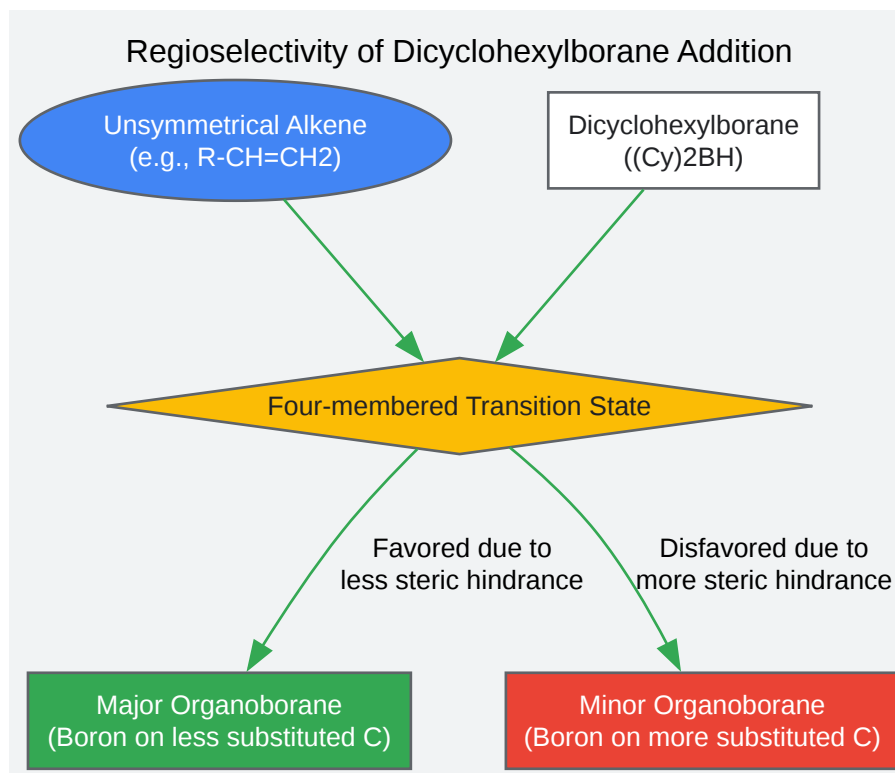 Regioselectivity of Dicyclohexylborane Addition
Unsymmetrical Alkene
(e.g., R-CH=CH2)
Dicyclohexylborane
((Cy)2BH)
Four-membered Transition State
Favored due to
less steric hindrance
Disfavored due to
more steric hindrance
Major Organoborane
(Boron on less substituted C)
Minor Organoborane
(Boron on more substituted C)